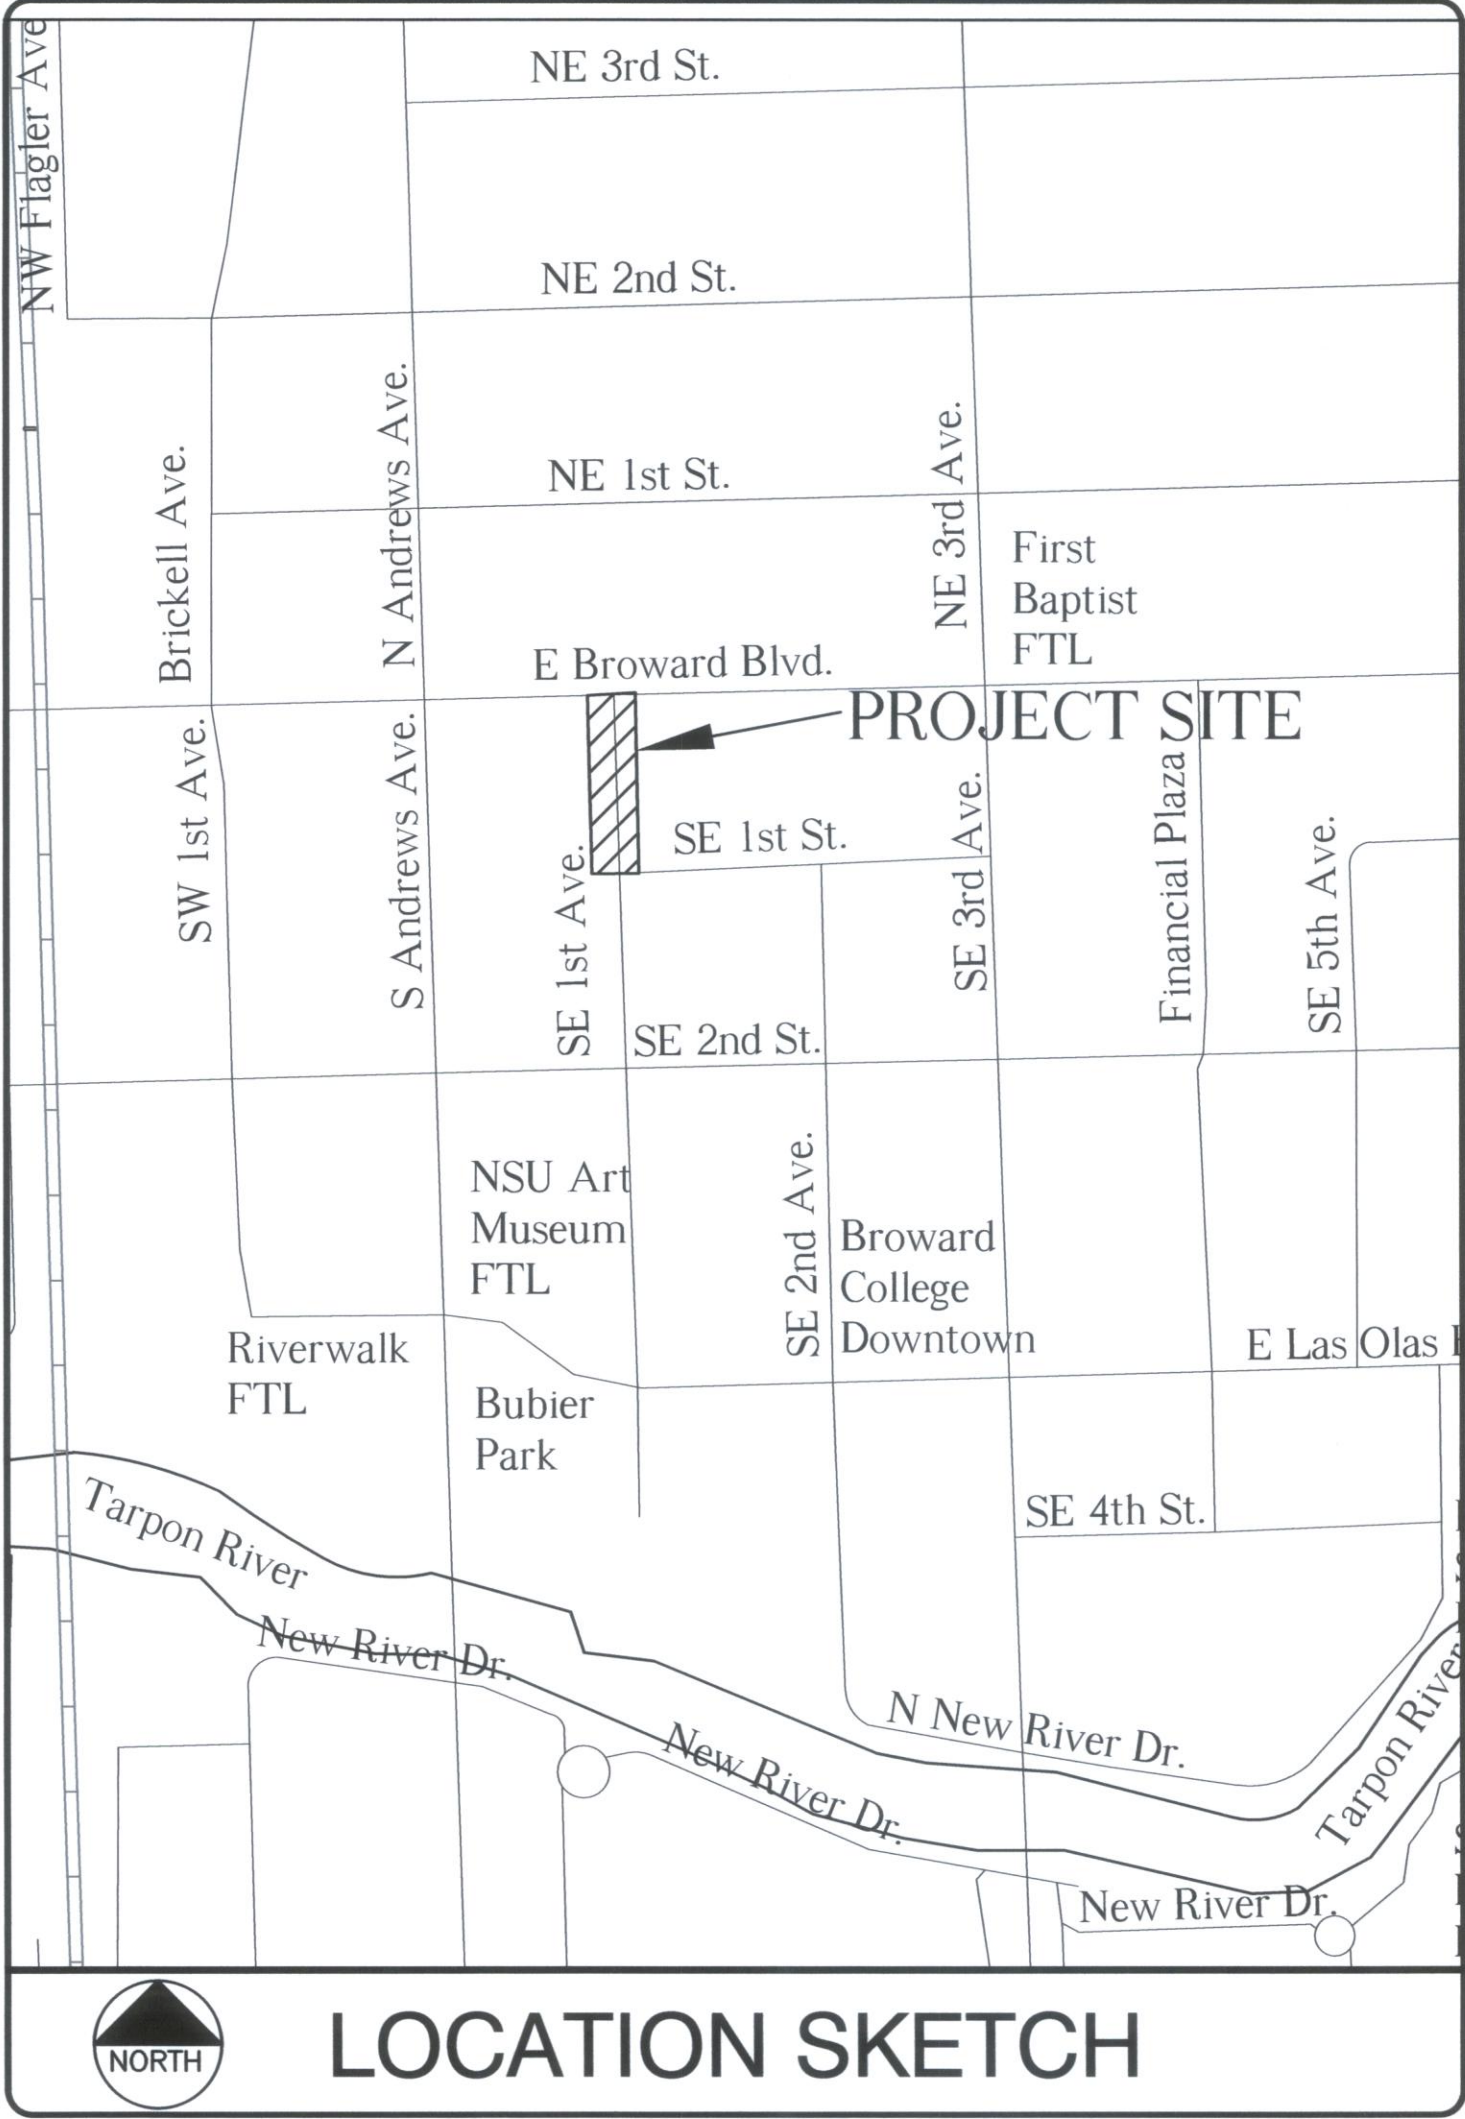 NW Flagler Ave
NE 3rd St.
NE 2nd St.
Brickell Ave.
N Andrews Ave.
NE 1st St.
NE 3rd Ave.
First
Baptist
FTL
E Broward Blvd.
PROJECT SITE
SW 1st Ave.
S Andrews Ave.
SE 1st Ave.
SE 1st St.
SE 3rd Ave.
Financial Plaza
SE 5th Ave.
SE 2nd St.
NSU Art
Museum
FTL
SE 2nd Ave.
Broward
College
Downtown
E Las Olas
Riverwalk
FTL
Bubier
Park
SE 4th St.
Tarpon River
New River Dr.
N New River Dr.
New River Dr.
Tarpon River
New River Dr.
NORTH
LOCATION SKETCH